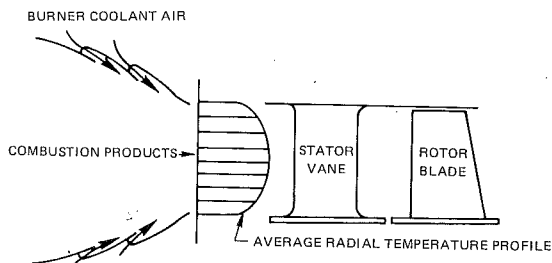 BURNER COOLANT AIR
COMBUSTION PRODUCTS
STATOR
VANE
ROTOR
BLADE
AVERAGE RADIAL TEMPERATURE PROFILE